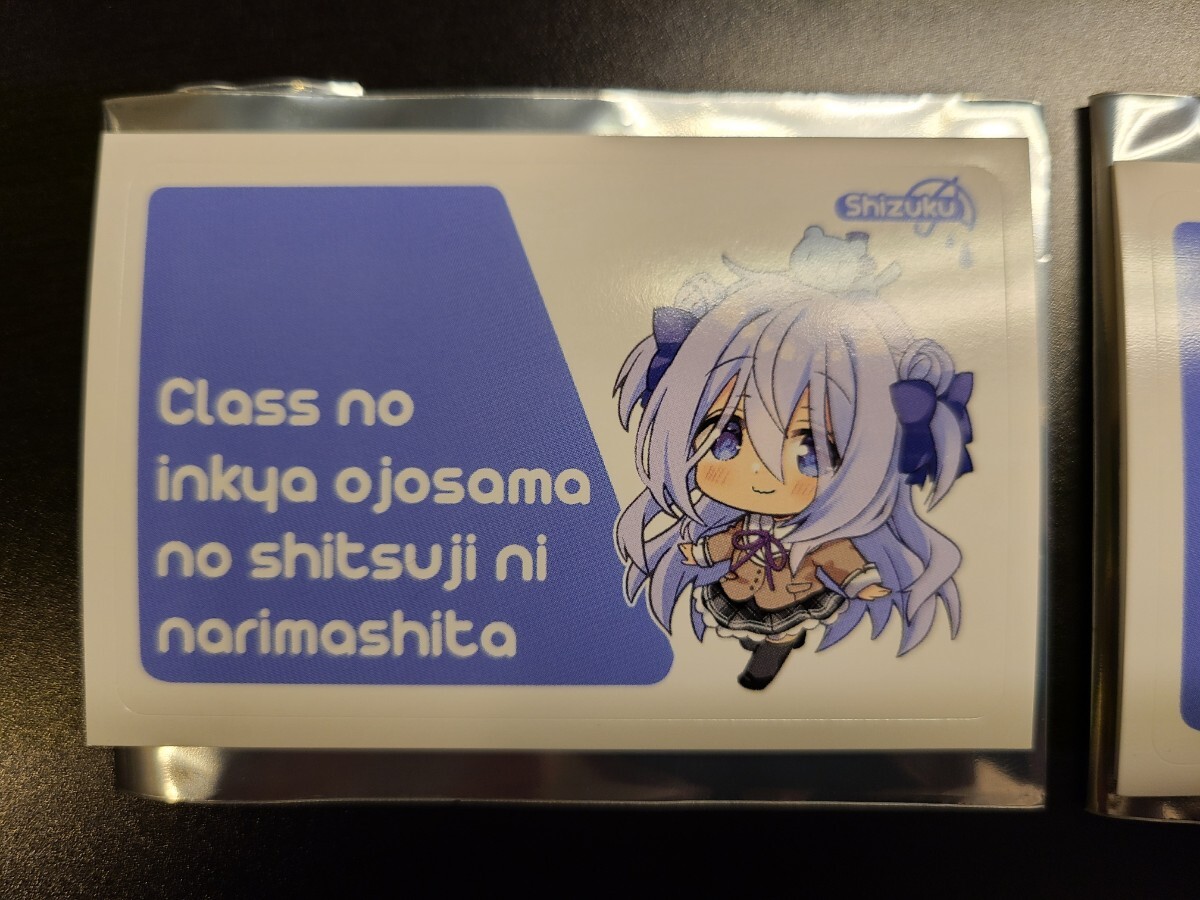 Shizuku
Class no
inkya ojosama
no shitsuji ni
narimashita